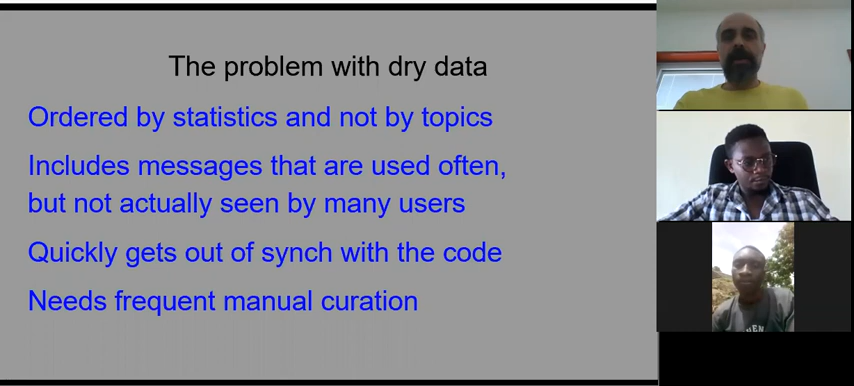 The problem with dry data
Ordered by statistics and not by topics
Includes messages that are used often,
but not actually seen by many users
Quickly gets out of synch with the code
Needs frequent manual curation